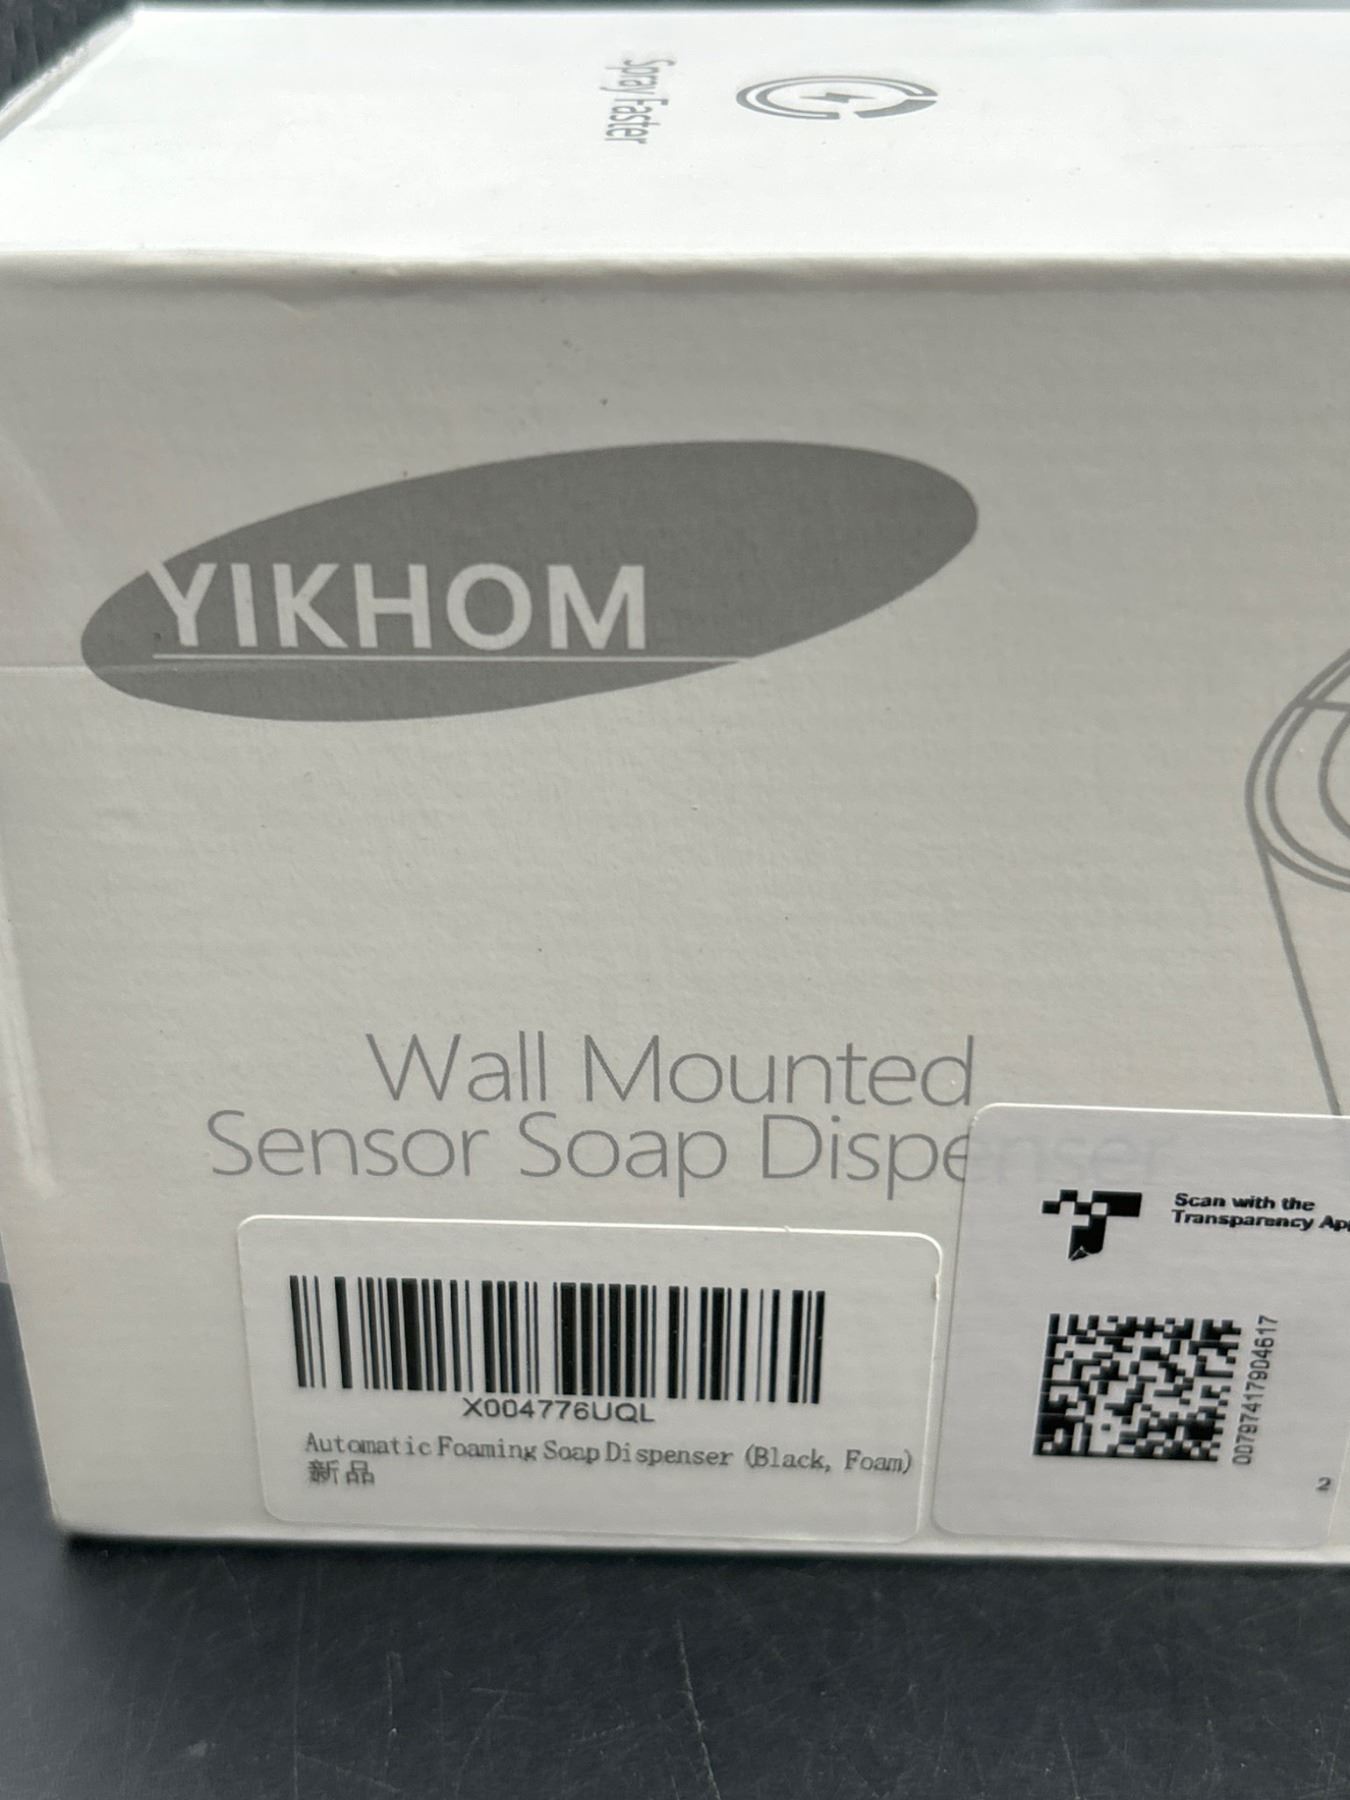 Spray Faster
YIKHOM
Wall Mounted
Sensor Soap Dispenser
Scan with the
Transparency Ap
X004776UQL
Automatic Foaming Soap Dispenser (Black, Foam)
新品
00797417904617
2